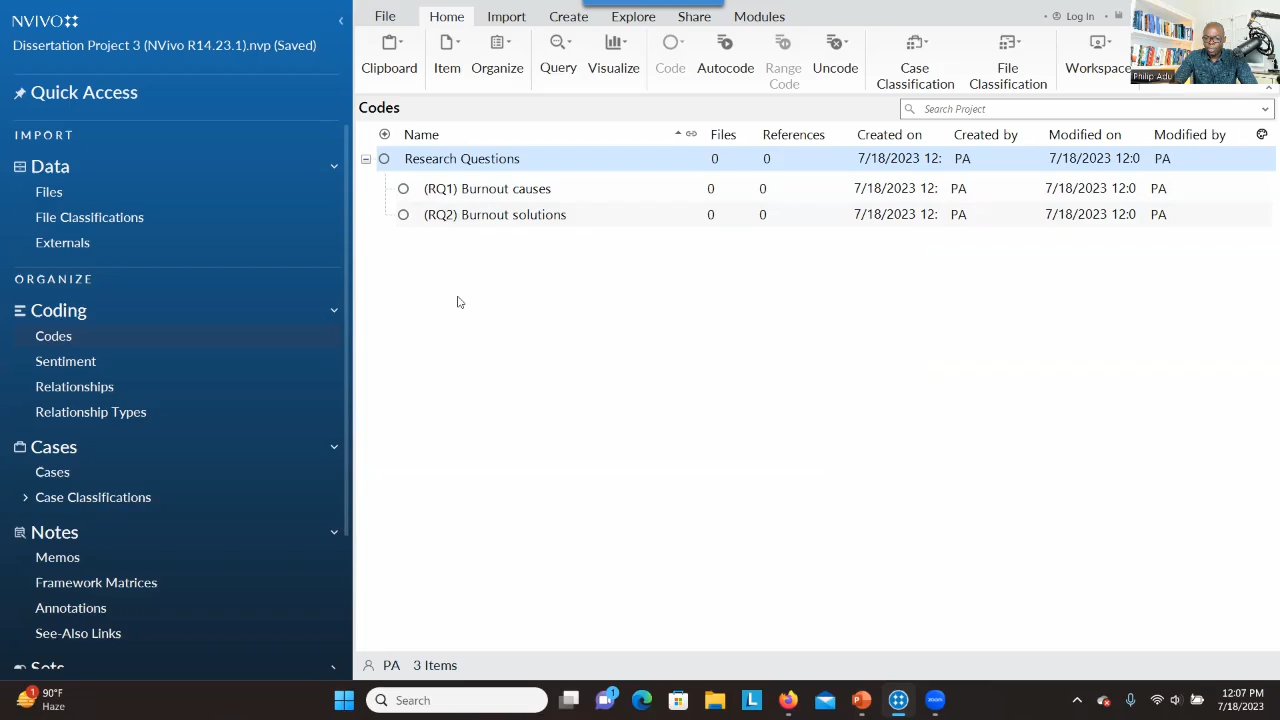 NVIVO
Dissertation Project 3 (NVivo R14.23.1).nvp (Saved)
Quick Access
IMPORT
Data
Files
File Classifications
Externals
ORGANIZE
Coding
Codes
Sentiment
Relationships
Relationship Types
Cases
Cases
Case Classifications
Notes
Memos
Framework Matrices
Annotations
See-Also Links
Sets
File Home Import Create Explore Share Modules Log In
Clipboard Item Organize Query Visualize Code Autocode Range Code Uncode Case Classification File Classification Workspace
Philip Adu
Codes
Search Project
Name Files References Created on Created by Modified on Modified by
Research Questions 0 0 7/18/2023 12: PA 7/18/2023 12:0 PA
(RQ1) Burnout causes 0 0 7/18/2023 12: PA 7/18/2023 12:0 PA
(RQ2) Burnout solutions 0 0 7/18/2023 12: PA 7/18/2023 12:0 PA
PA 3 Items
1 90°F
Haze
Search
1
L
P
zoom
12:07 PM
7/18/2023